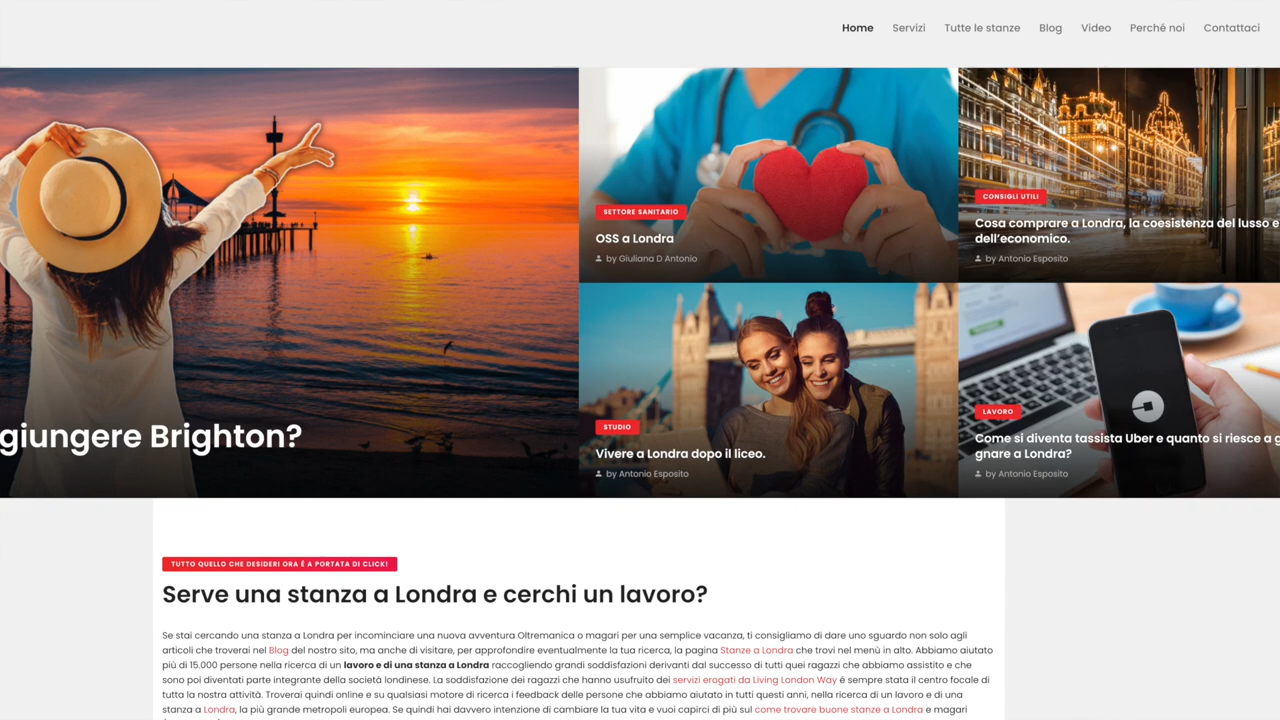 Home Servizi Tutte le stanze Blog Video Perché noi Contattaci
giungere Brighton?
SETTORE SANITARIO
OSS a Londra
by Giuliana D Antonio
CONSIGLI UTILI
Cosa comprare a Londra, la coesistenza del lusso e
dell'economico.
by Antonio Esposito
STUDIO
Vivere a Londra dopo il liceo.
by Antonio Esposito
LAVORO
Come si diventa tassista Uber e quanto si riesce a g
gnare a Londra?
by Antonio Esposito
TUTTO QUELLO CHE DESIDERI ORA É A PORTATA DI CLICK!
Serve una stanza a Londra e cerchi un lavoro?
Se stai cercando una stanza a Londra per incominciare una nuova avventura Oltremanica o magari per una semplice vacanza, ti consigliamo di dare uno sguardo non solo agli
articoli che troverai nel Blog del nostro sito, ma anche di visitare, per approfondire eventualmente la tua ricerca, la pagina Stanze a Londra che trovi nel menù in alto. Abbiamo aiutato
più di 15.000 persone nella ricerca di un lavoro e di una stanza a Londra raccogliendo grandi soddisfazioni derivanti dal successo di tutti quei ragazzi che abbiamo assistito e che
sono poi diventati parte integrante della società londinese. La soddisfazione dei ragazzi che hanno usufruito dei servizi erogati da Living London Way é sempre stata il centro focale di
tutta la nostra attività. Troverai quindi online e su qualsiasi motore di ricerca i feedback delle persone che abbiamo aiutato in tutti questi anni, nella ricerca di un lavoro e di una
stanza a Londra, la più grande metropoli europea. Se quindi hai davvero intenzione di cambiare la tua vita e vuoi capirci di più sul come trovare buone stanze a Londra e magari